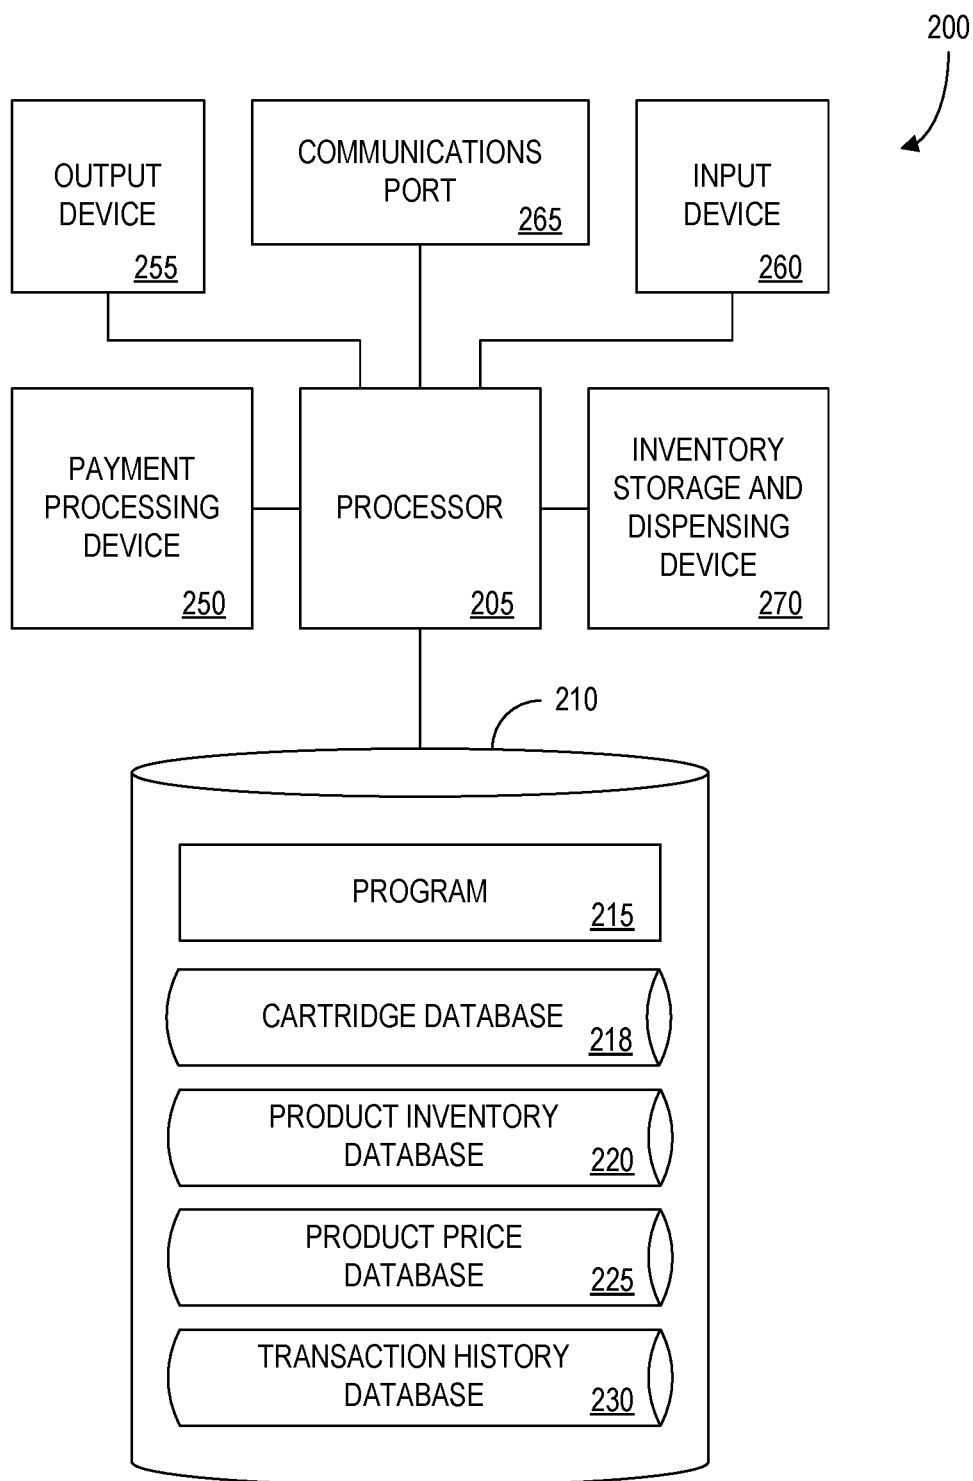 200
OUTPUT
DEVICE
255
COMMUNICATIONS
PORT
265
INPUT
DEVICE
260
PAYMENT
PROCESSING
DEVICE
250
PROCESSOR
205
INVENTORY
STORAGE AND
DISPENSING
DEVICE
270
210
PROGRAM
215
CARTRIDGE DATABASE
218
PRODUCT INVENTORY
DATABASE
220
PRODUCT PRICE
DATABASE
225
TRANSACTION HISTORY
DATABASE
230